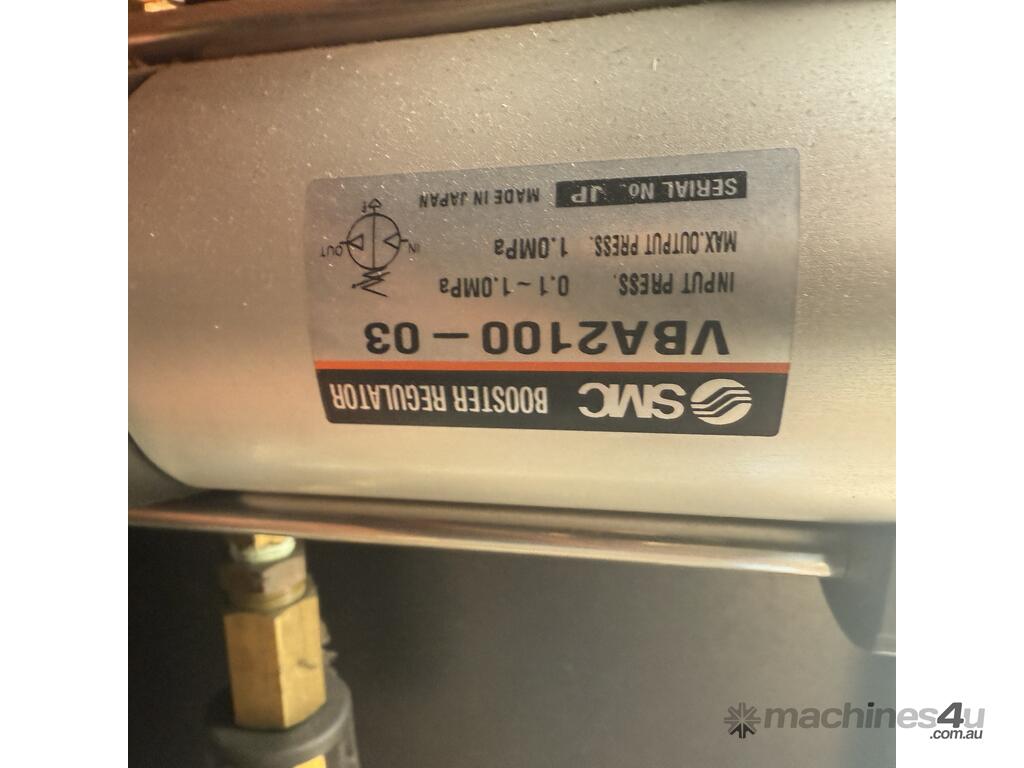 SMC BOOSTER REGULATOR
VBA2100-03
INPUT PRESS. 0.1~1.0MPa
MAX.OUTPUT PRESS. 1.0MPa
IN OUT
SERIAL No. JP MADE IN JAPAN
machines4u
.com.au